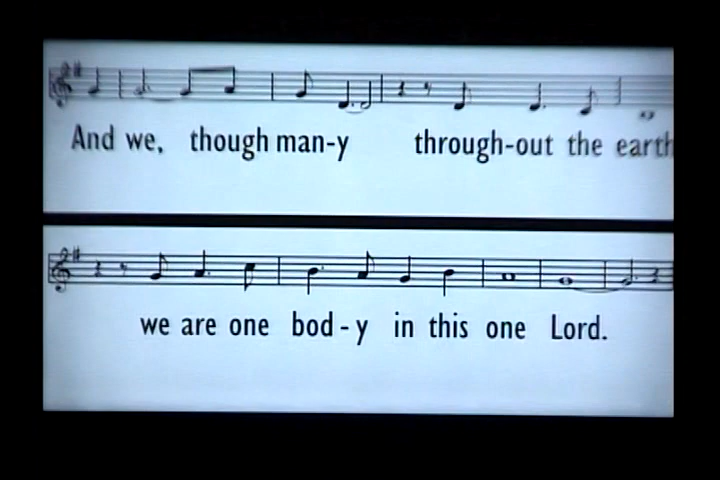 And we, though man-y through-out the earth
we are one bod-y in this one Lord.